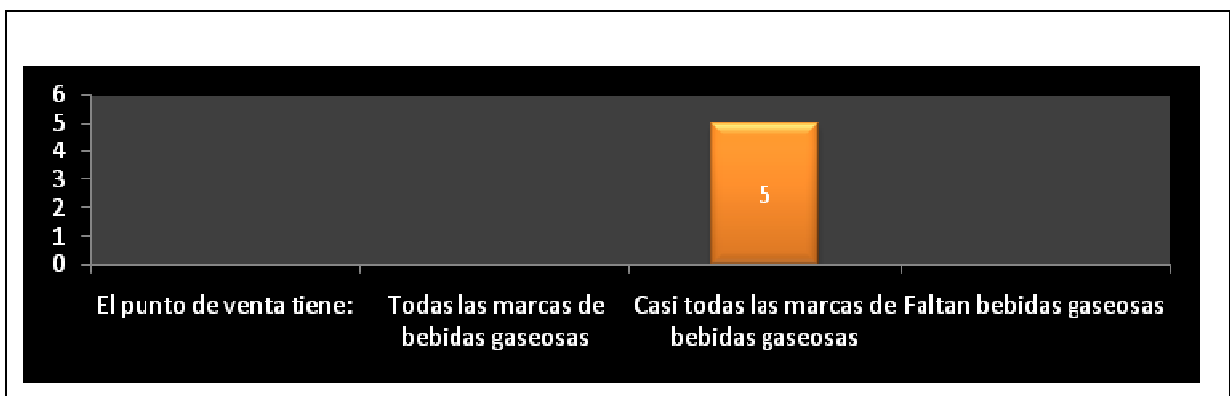 6
5
4
3
2
1
0
5
El punto de venta tiene:
Todas las marcas de
bebidas gaseosas
Casi todas las marcas de
bebidas gaseosas
Faltan bebidas gaseosas